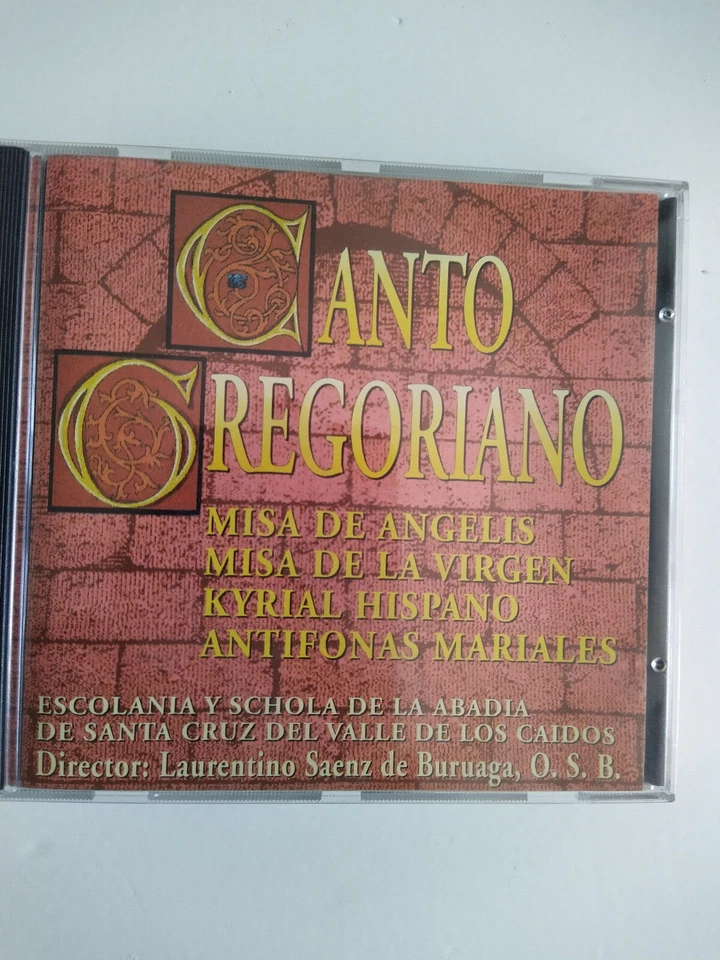 CANTO
GREGORIANO
MISA DE ANGELIS
MISA DE LA VIRGEN
KYRIAL HISPANO
ANTIFONAS MARIALES
ESCOLANIA Y SCHOLA DE LA ABADIA
DE SANTA CRUZ DEL VALLE DE LOS CAIDOS
Director: Laurentino Saenz de Buruaga, O. S. B.